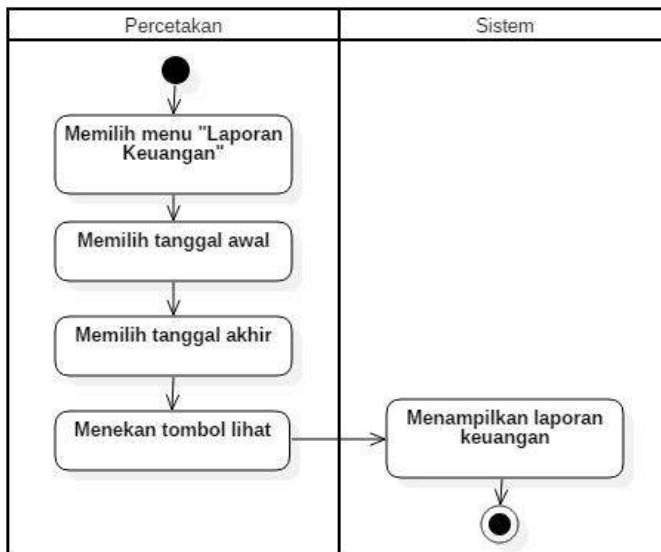 Percetakan
Sistem
Memilih menu "Laporan
Keuangan"
Memilih tanggal awal
Memilih tanggal akhir
Menekan tombol lihat
Menampilkan laporan
keuangan